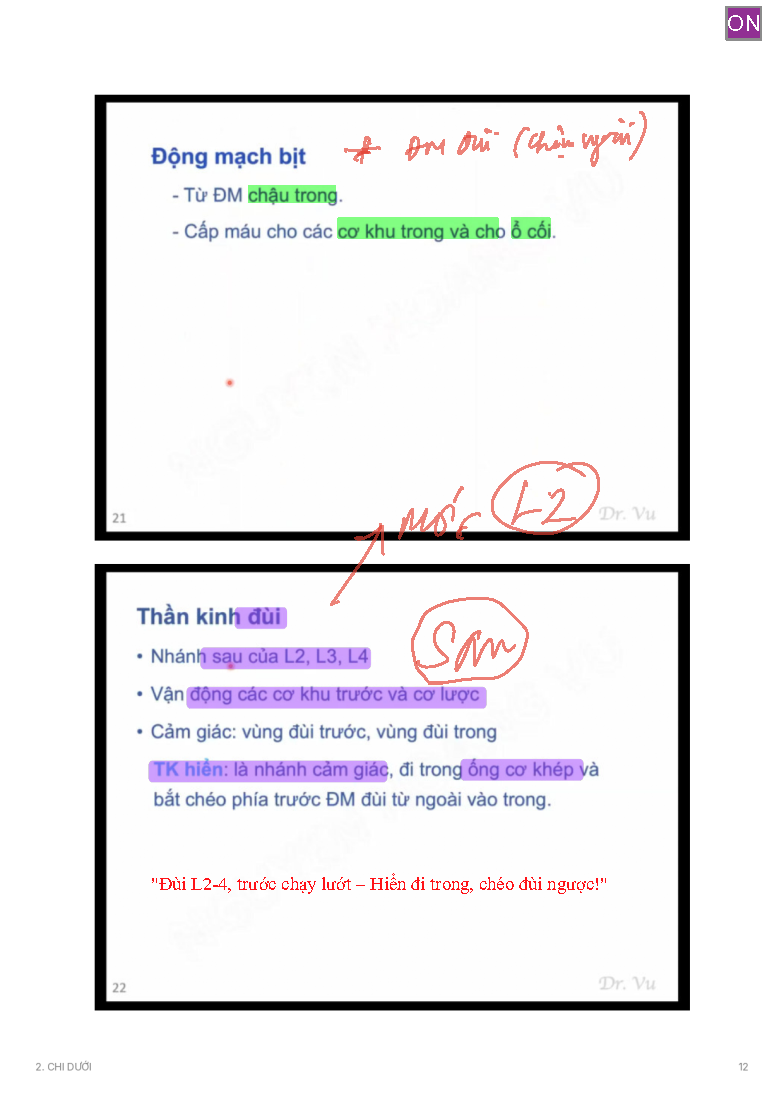 ON
Động mạch bịt
* ĐM đùi (chậu ngoài)
- Từ ĐM chậu trong.
- Cấp máu cho các cơ khu trong và cho ổ cối.
L2
21
Dr. Vu
Thần kinh đùi
• Nhánh sau của L2, L3, L4
• Vận động các cơ khu trước và cơ lược
• Cảm giác: vùng đùi trước, vùng đùi trong
TK hiển: là nhánh cảm giác, đi trong ống cơ khép và
bắt chéo phía trước ĐM đùi từ ngoài vào trong.
"Đùi L2-4, trước chạy lướt – Hiển đi trong, chéo đùi ngược!"
22
Dr. Vu
2. CHI DƯỚI
12